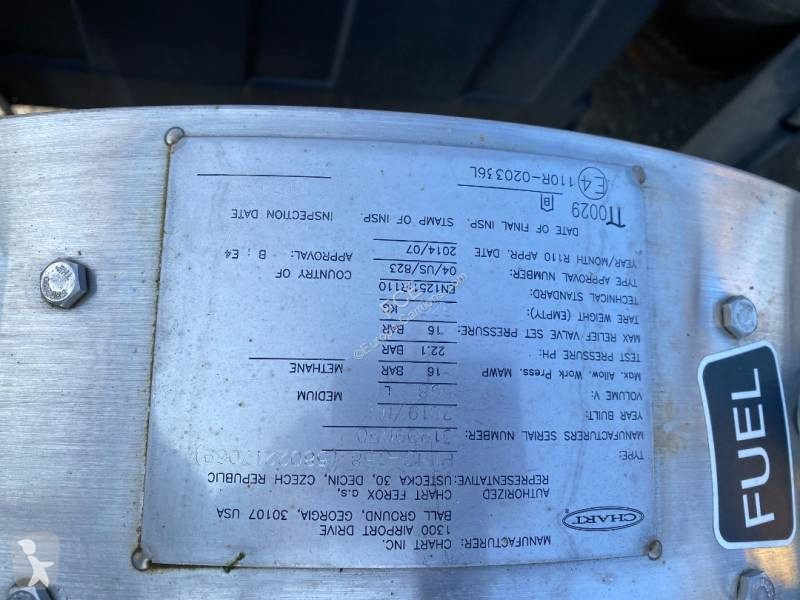 CHART
MANUFACTURER: CHART INC.
1300 AIRPORT DRIVE
BALL GROUND, GEORGIA, 30107 USA
AUTHORIZED CHART FEROX a.s,
REPRESENTATIVE: USTECKA 30, DECIN, CZECH REPUBLIC
TYPE:
MANUFACTURERS SERIAL NUMBER:
YEAR BUILT:
VOLUME V: L MEDIUM
Max. Allow. Work Press. MAWP 16 BAR METHANE
TEST PRESSURE PH: 22.1 BAR
MAX RELIEF VALVE SET PRESSURE: 16 BAR
TARE WEIGHT (EMPTY):
TECHNICAL STANDARD: R110 COUNTRY OF
TYPE APPROVAL NUMBER: 04/US/823 APPROVAL: B : E4
YEAR/MONTH R110 APPR. DATE 2014/07
DATE OF FINAL INSP. STAMP OF INSP. INSPECTION DATE
π0029 B
E4 110R-020336L
FUEL